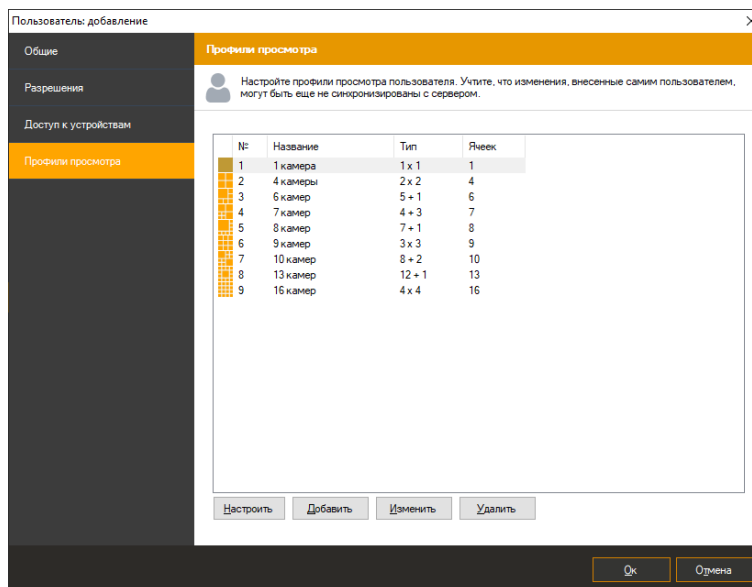 Пользователь: добавление
Общие
Разрешения
Доступ к устройствам
Профили просмотра
Профили просмотра
Настройте профили просмотра пользователя. Учтите, что изменения, внесенные самим пользователем,
могут быть еще не синхронизированы с сервером.
№ Название Тип Ячеек
1 1 камера 1 x 1 1
2 4 камеры 2 x 2 4
3 6 камер 5 + 1 6
4 7 камер 4 + 3 7
5 8 камер 7 + 1 8
6 9 камер 3 x 3 9
7 10 камер 8 + 2 10
8 13 камер 12 + 1 13
9 16 камер 4 x 4 16
Настроить Добавить Изменить Удалить
Ок Отмена